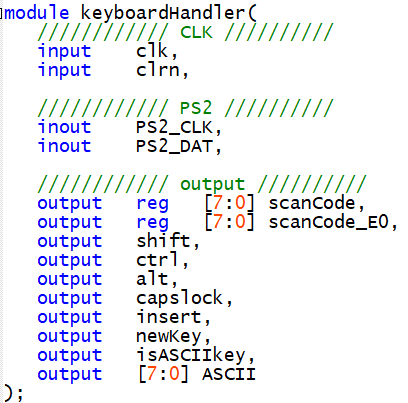 module keyboardHandler(
//////////// CLK //////////
input clk,
input clrn,
//////////// PS2 //////////
inout PS2_CLK,
inout PS2_DAT,
//////////// output //////////
output reg [7:0] scanCode,
output reg [7:0] scanCode_E0,
output shift,
output ctrl,
output alt,
output capslock,
output insert,
output newKey,
output isASCIIkey,
output [7:0] ASCII
);